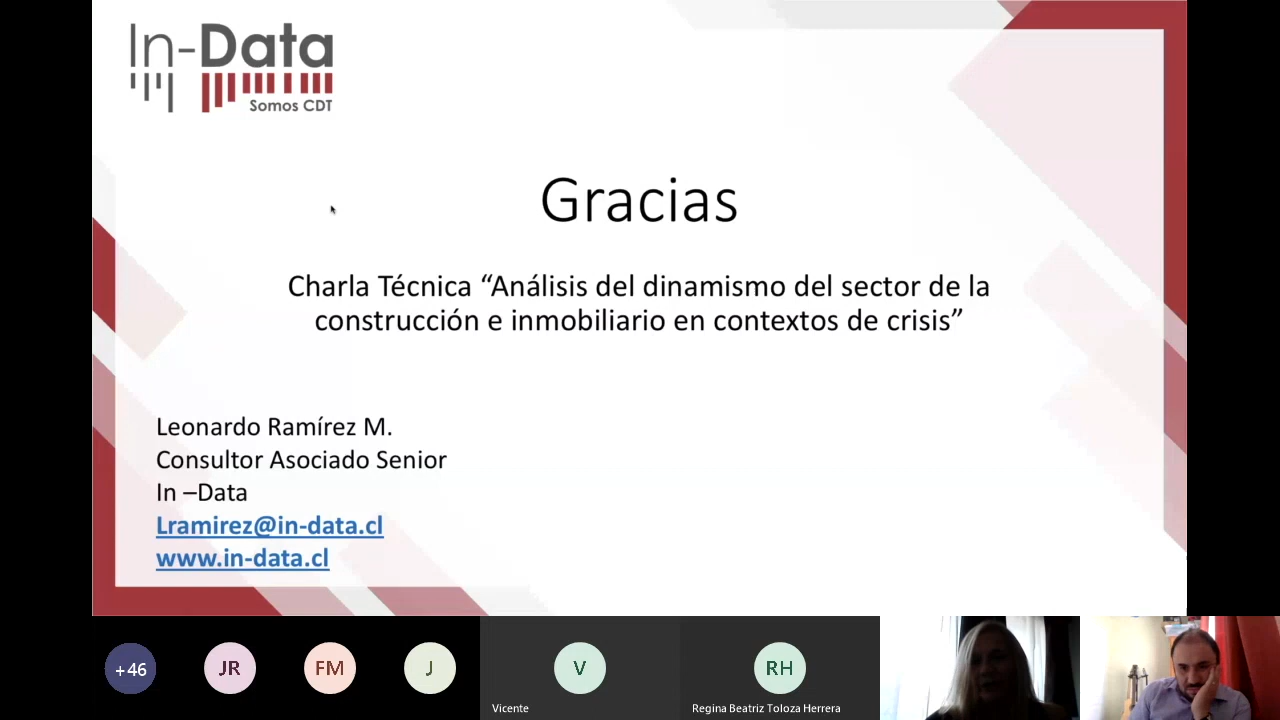 In-Data
Somos CDT
Gracias
Charla Técnica “Análisis del dinamismo del sector de la
construcción e inmobiliario en contextos de crisis”
Leonardo Ramírez M.
Consultor Asociado Senior
In –Data
Lramirez@in-data.cl
www.in-data.cl
+46
JR
FM
J
V
RH
Vicente
Regina Beatriz Toloza Herrera